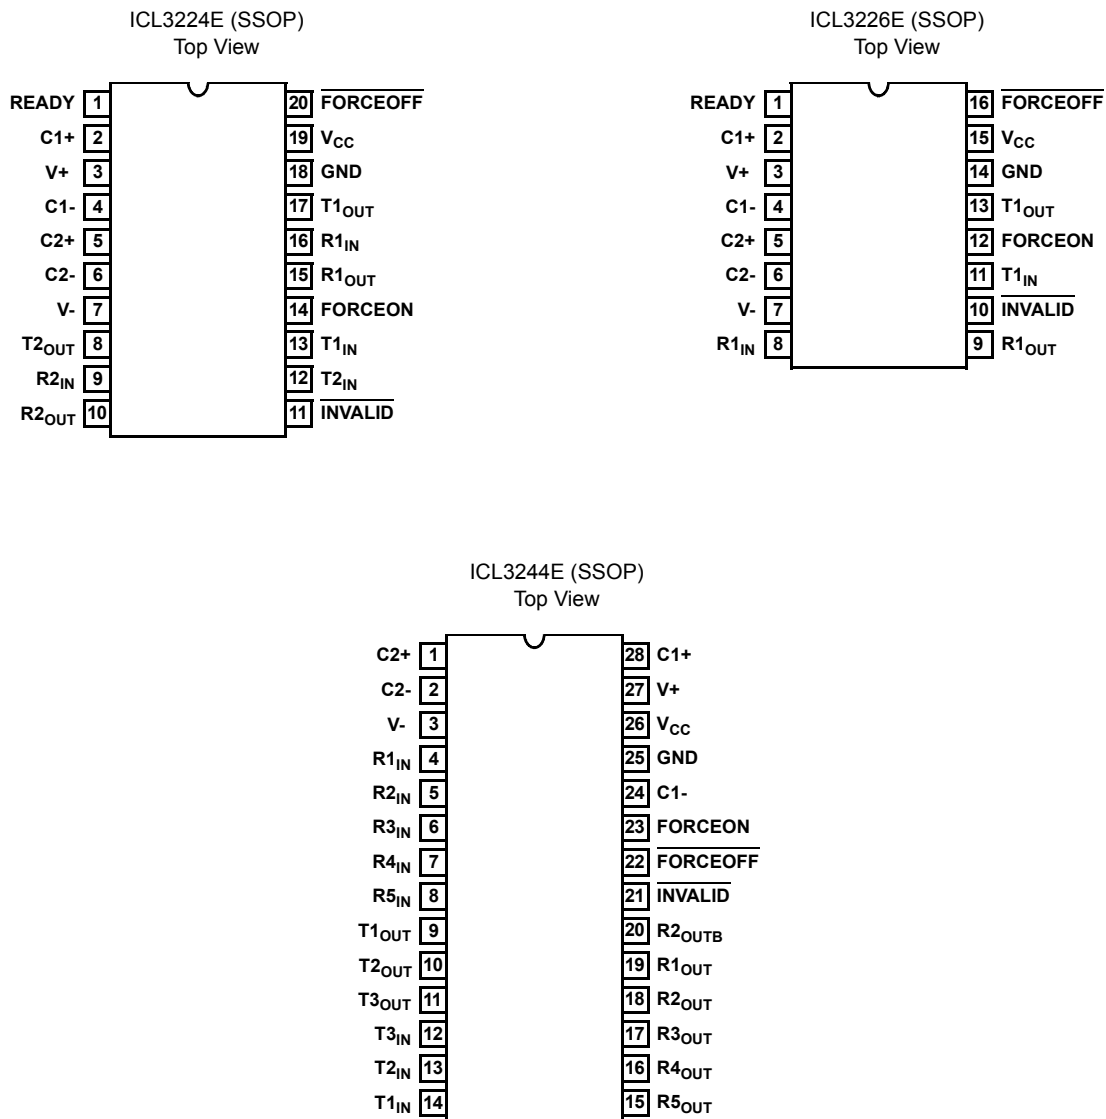 ICL3224E (SSOP)
Top View
READY 1 20 FORCEOFF
C1+ 2 19 VCC
V+ 3 18 GND
C1- 4 17 T1OUT
C2+ 5 16 R1IN
C2- 6 15 R1OUT
V- 7 14 FORCEON
T2OUT 8 13 T1IN
R2IN 9 12 T2IN
R2OUT 10 11 INVALID
ICL3226E (SSOP)
Top View
READY 1 16 FORCEOFF
C1+ 2 15 VCC
V+ 3 14 GND
C1- 4 13 T1OUT
C2+ 5 12 FORCEON
C2- 6 11 T1IN
V- 7 10 INVALID
R1IN 8 9 R1OUT
ICL3244E (SSOP)
Top View
C2+ 1 28 C1+
C2- 2 27 V+
V- 3 26 VCC
R1IN 4 25 GND
R2IN 5 24 C1-
R3IN 6 23 FORCEON
R4IN 7 22 FORCEOFF
R5IN 8 21 INVALID
T1OUT 9 20 R2OUTB
T2OUT 10 19 R1OUT
T3OUT 11 18 R2OUT
T3IN 12 17 R3OUT
T2IN 13 16 R4OUT
T1IN 14 15 R5OUT